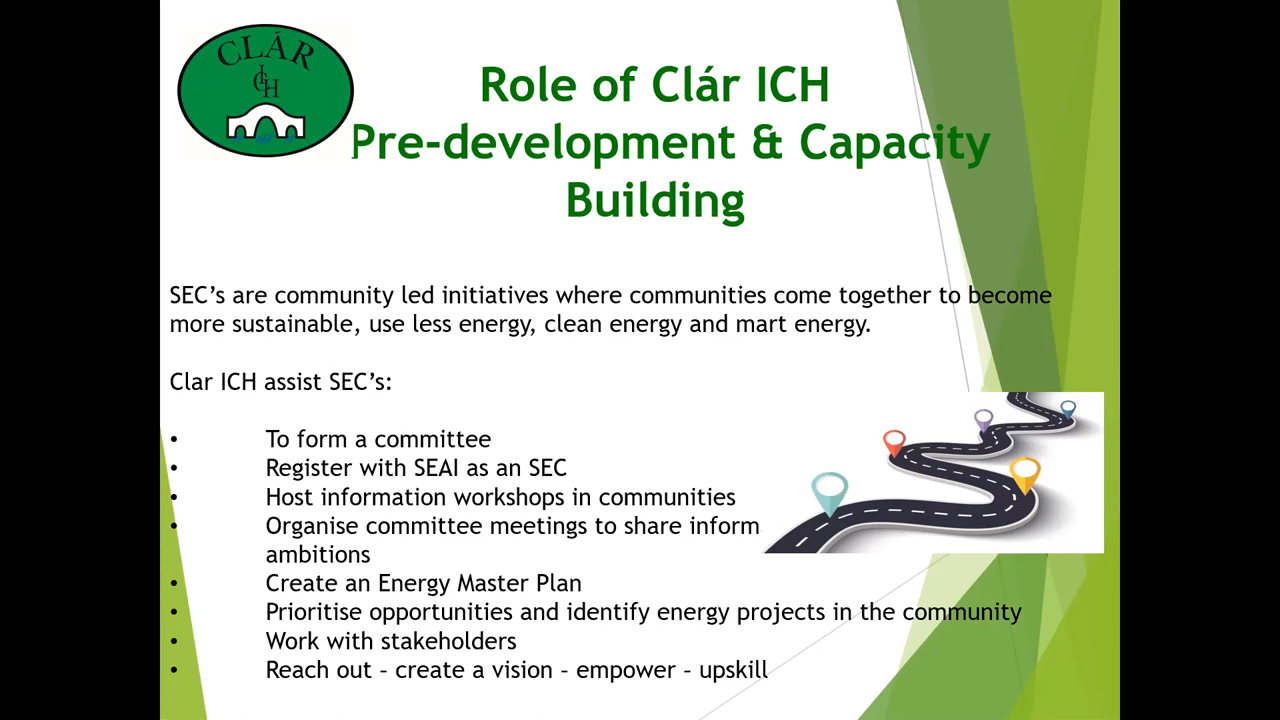 CLÁR
ICH
Role of Clár ICH
Pre-development & Capacity
Building
SEC’s are community led initiatives where communities come together to become
more sustainable, use less energy, clean energy and mart energy.
Clar ICH assist SEC’s:
• To form a committee
• Register with SEAI as an SEC
• Host information workshops in communities
• Organise committee meetings to share inform
ambitions
• Create an Energy Master Plan
• Prioritise opportunities and identify energy projects in the community
• Work with stakeholders
• Reach out – create a vision – empower – upskill